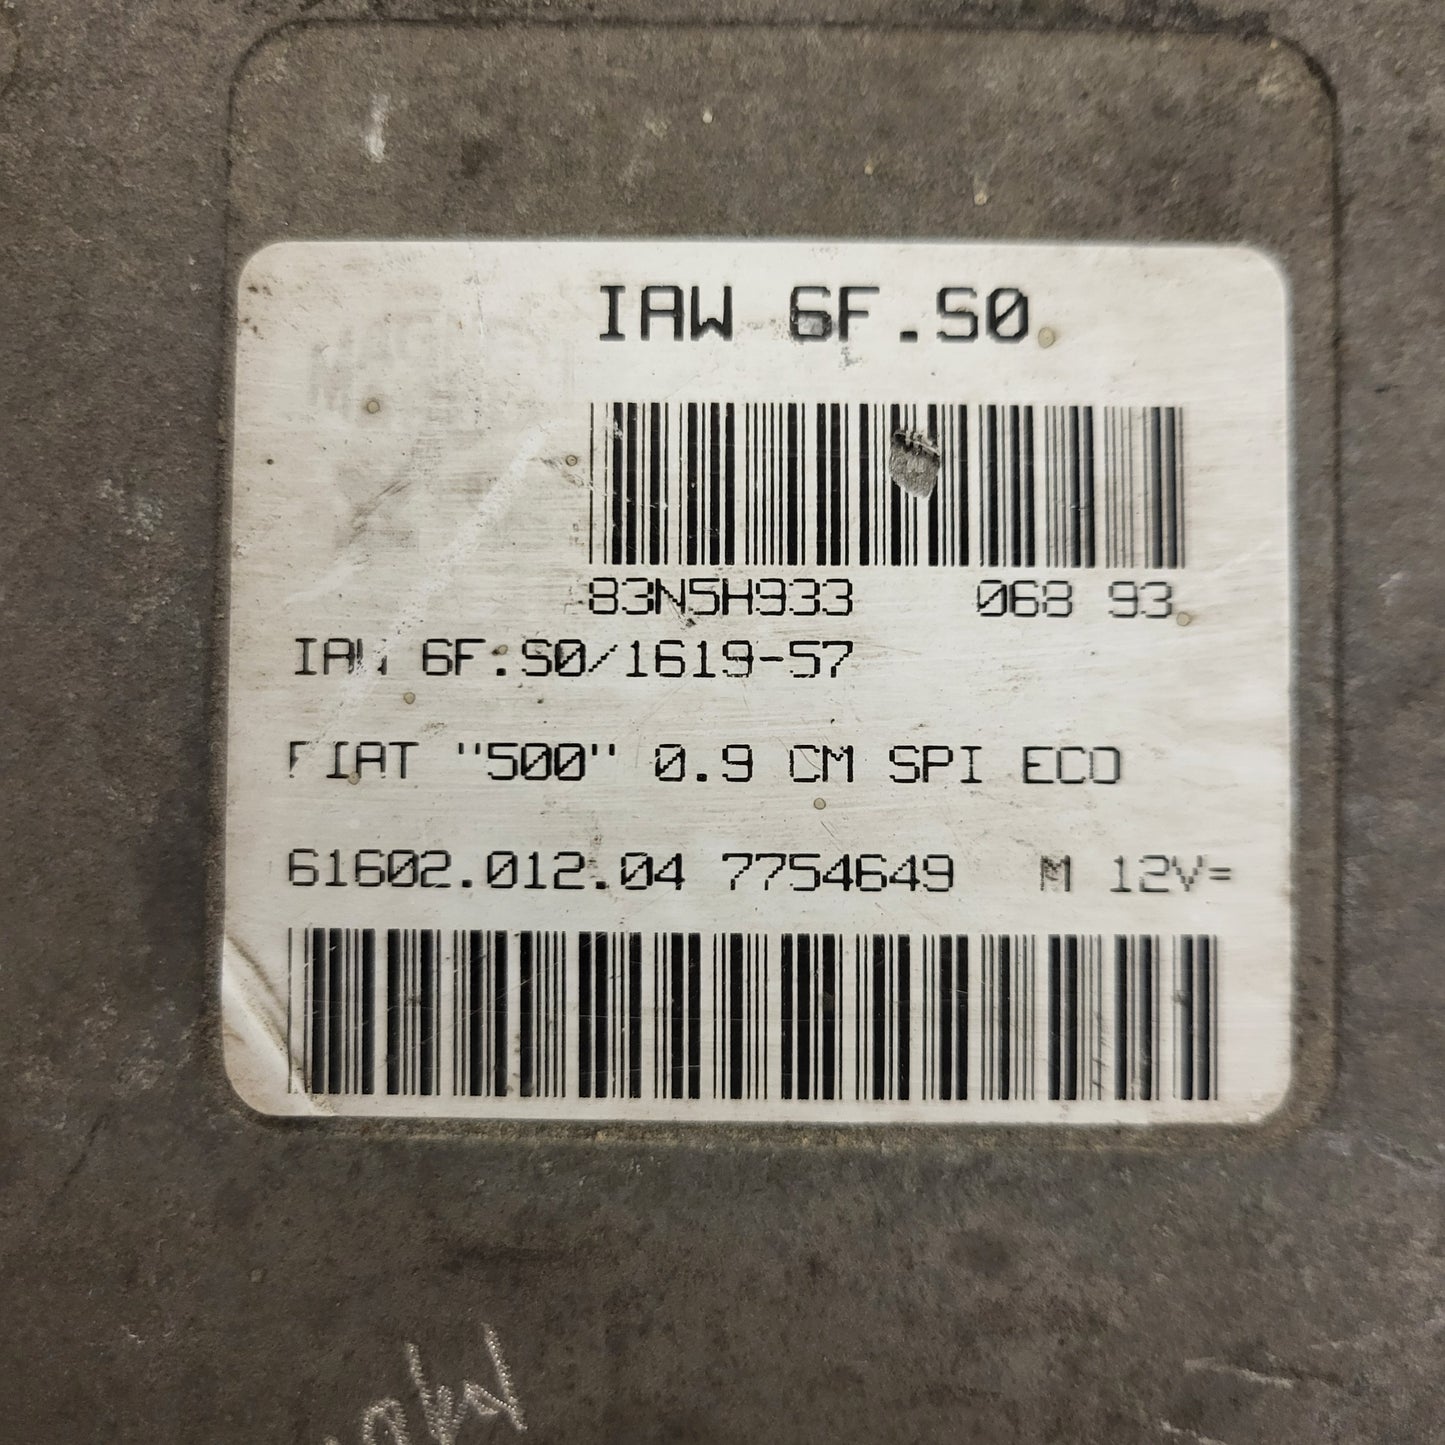 IAW 6F.S0
83N5H933 068 93
IAW 6F.S0/1619-57
FIAT "500" 0.9 CM SPI ECO
61602.012.04 7754649 M 12V=